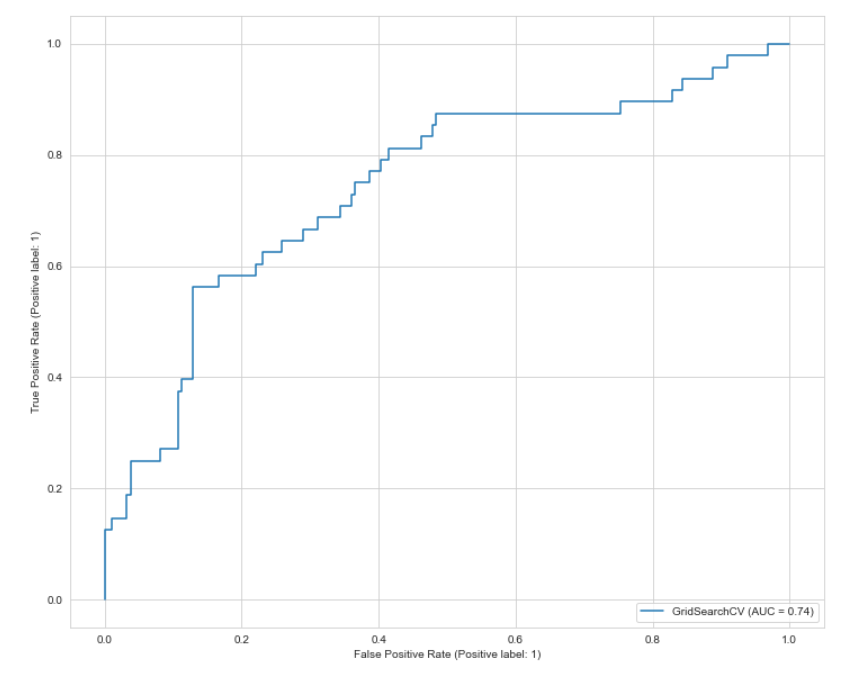 1.0
0.8
0.6
0.4
0.2
0.0
True Positive Rate (Positive label: 1)
GridSearchCV (AUC = 0.74)
0.0 0.2 0.4 0.6 0.8 1.0
False Positive Rate (Positive label: 1)